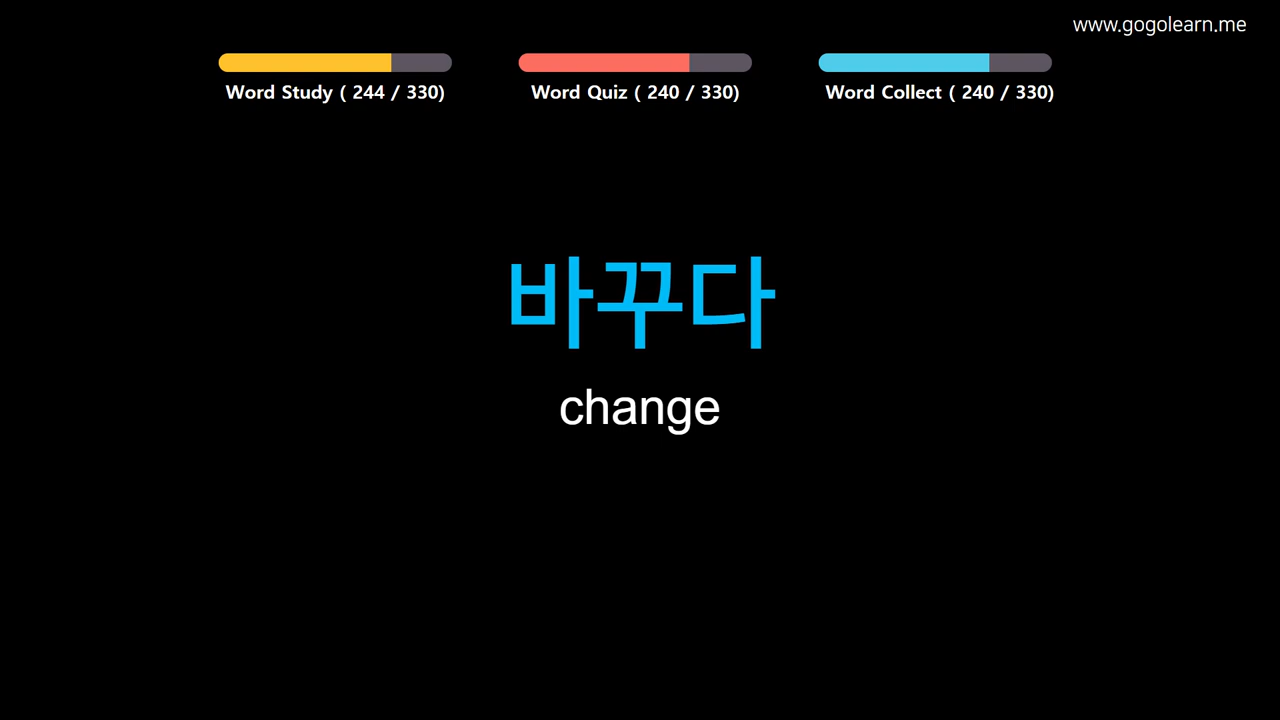 www.gogolearn.me
Word Study ( 244 / 330)
Word Quiz ( 240 / 330)
Word Collect ( 240 / 330)
바꾸다
change